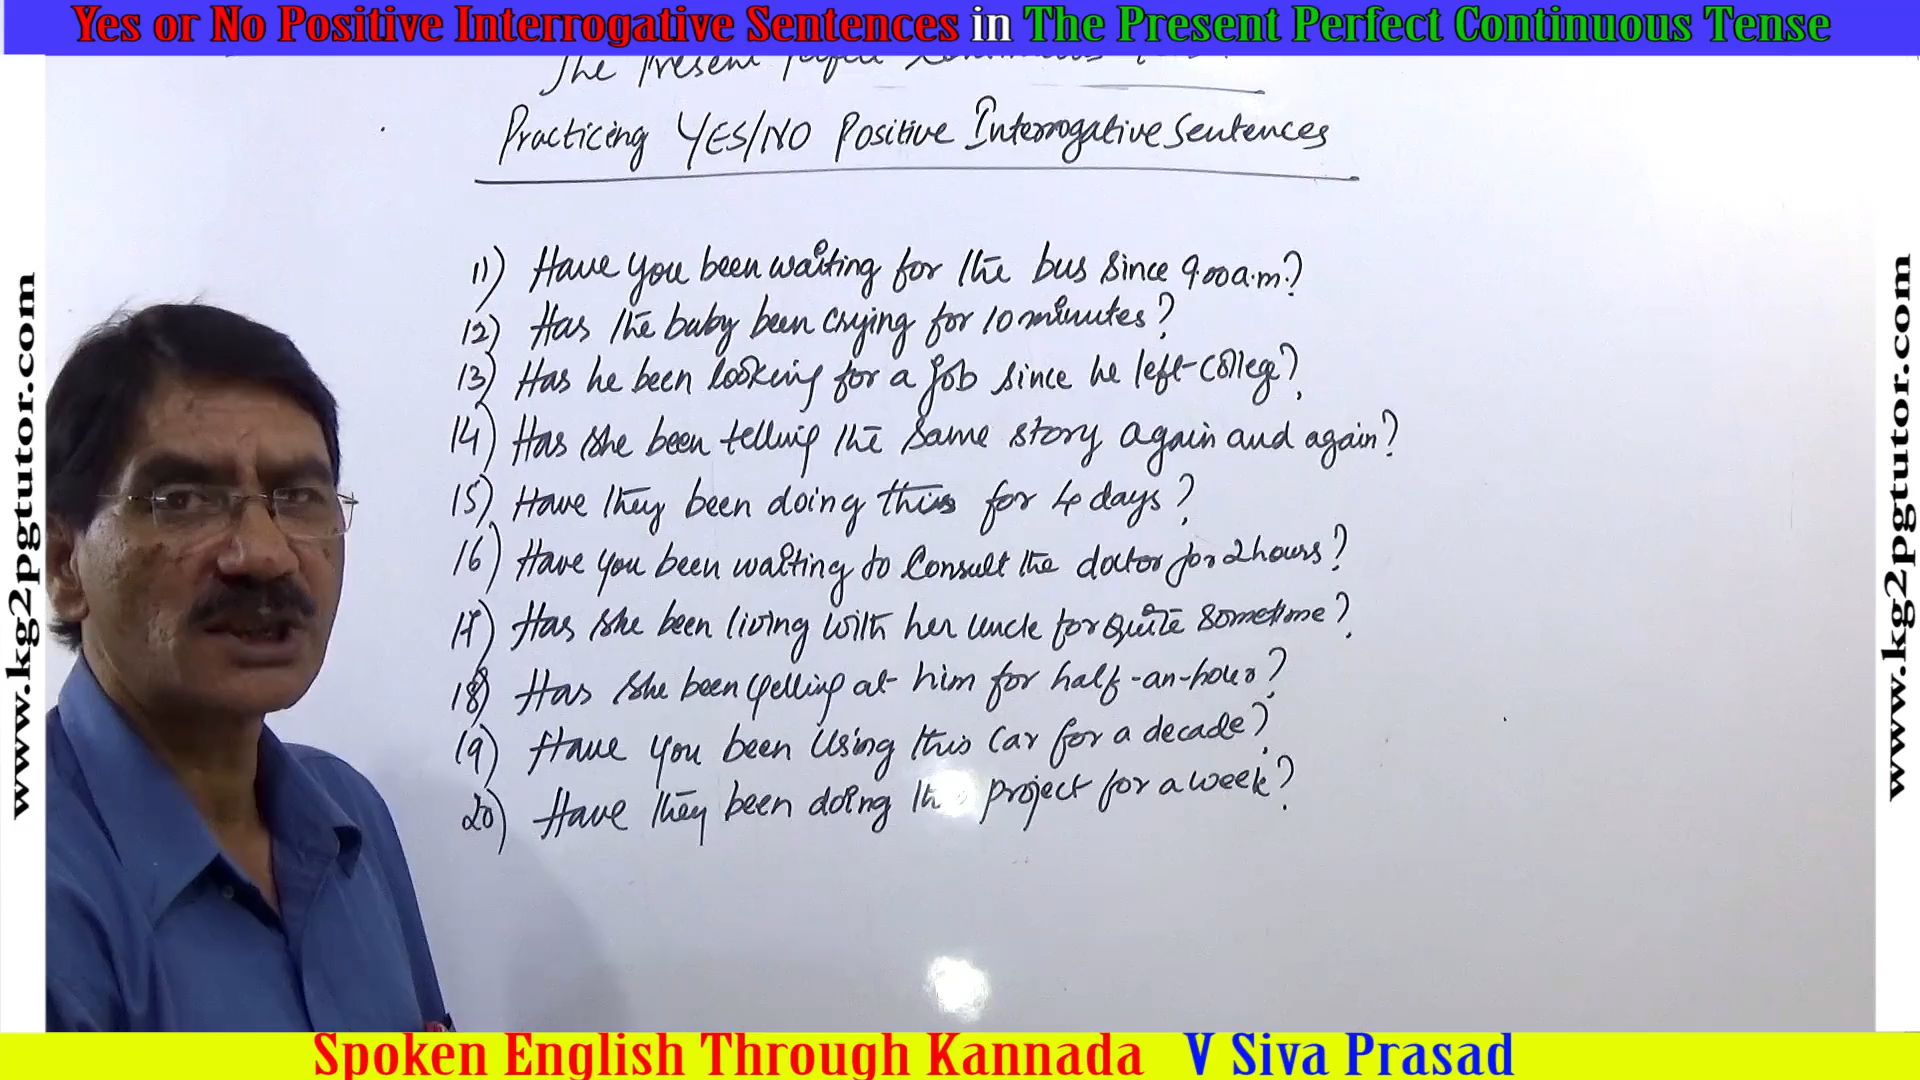 Yes or No Positive Interrogative Sentences in The Present Perfect Continuous Tense
The Present Perfect Continuous
Practicing YES/NO Positive Interrogative Sentences
11) Have you been waiting for the bus since 9.00a.m.?
12) Has the baby been crying for 10 minutes?
13) Has he been looking for a job since he left college?
14) Has she been telling the same story again and again?
15) Have they been doing this for 4 days?
16) Have you been waiting to consult the doctor for 2 hours?
17) Has she been living with her uncle for quite sometime?
18) Has she been yelling at him for half-an-hour?
19) Have you been using this car for a decade?
20) Have they been doing project for a week?
www.kg2pgtutor.com
www.kg2pgtutor.com
Spoken English Through Kannada V Siva Prasad